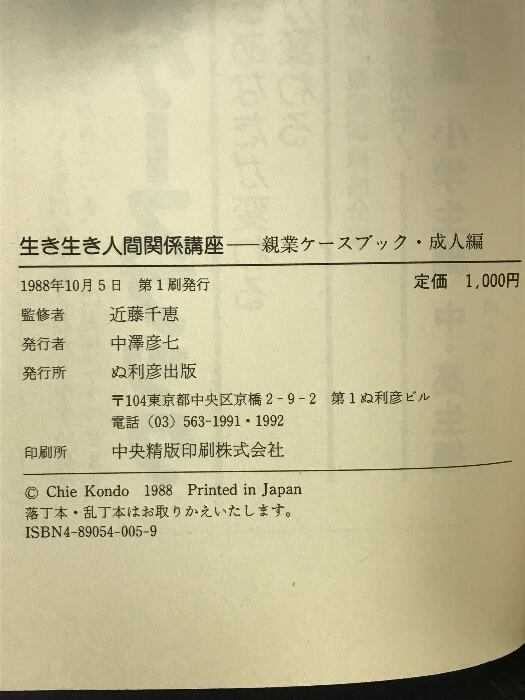 生き生き人間関係講座──親業ケースブック・成人編
1988年10月5日　第1刷発行　定価　1,000円
監修者　近藤千恵
発行者　中澤彦七
発行所　ぬ利彦出版
〒104東京都中央区京橋2-9-2　第1ぬ利彦ビル
電話（03）563-1991・1992
印刷所　中央精版印刷株式会社
© Chie Kondo　1988　Printed in Japan
落丁本・乱丁本はお取りかえいたします。
ISBN4-89054-005-9